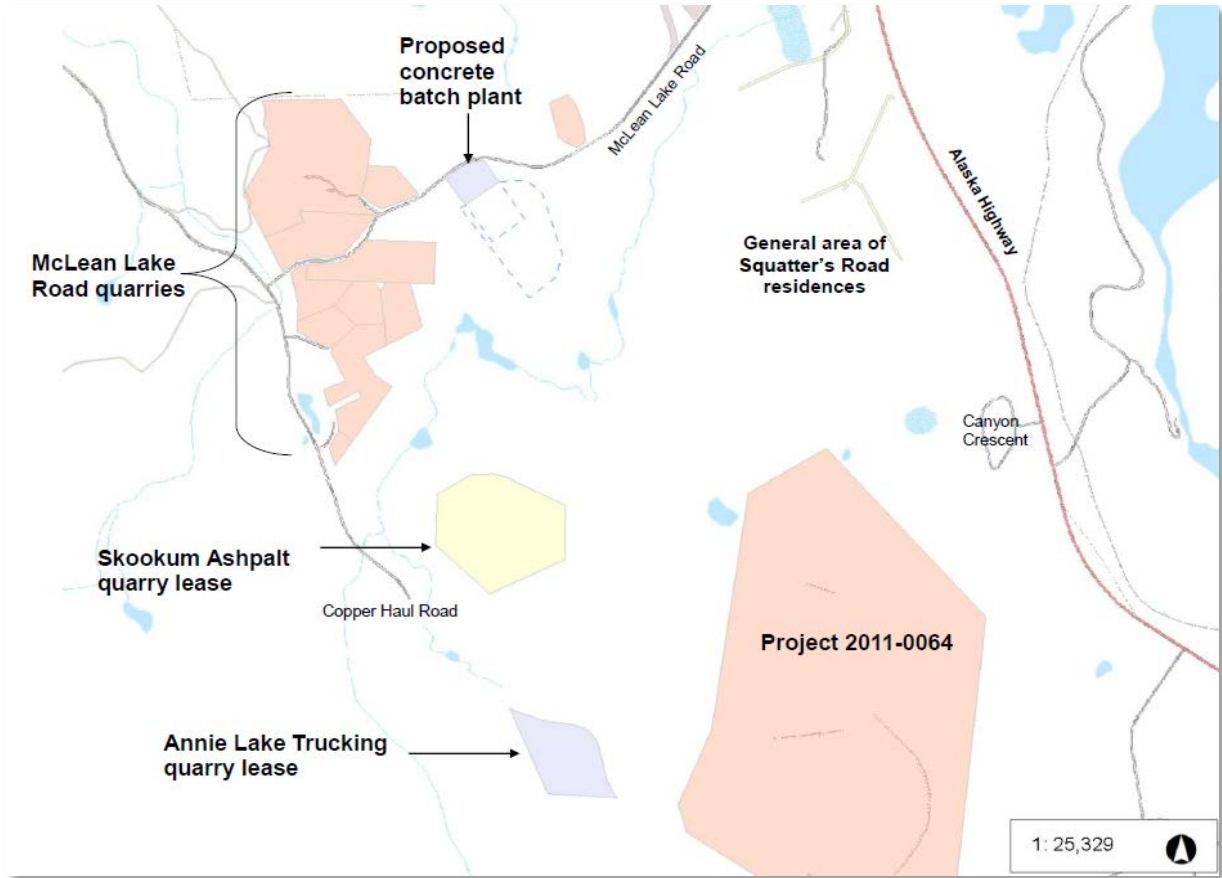 Proposed
concrete
batch plant
McLean Lake Road
Alaska Highway
McLean Lake
Road quarries
General area of
Squatter's Road
residences
Canyon
Crescent
Skookum Ashpalt
quarry lease
Copper Haul Road
Project 2011-0064
Annie Lake Trucking
quarry lease
1: 25,329